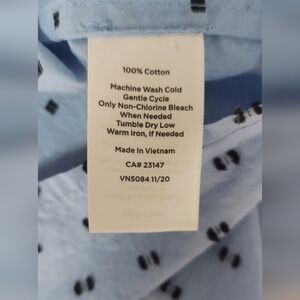 100% Cotton
Machine Wash Cold
Gentle Cycle
Only Non-Chlorine Bleach
When Needed
Tumble Dry Low
Warm Iron, If Needed
Made in Vietnam
CA# 23147
VN5084 11/20